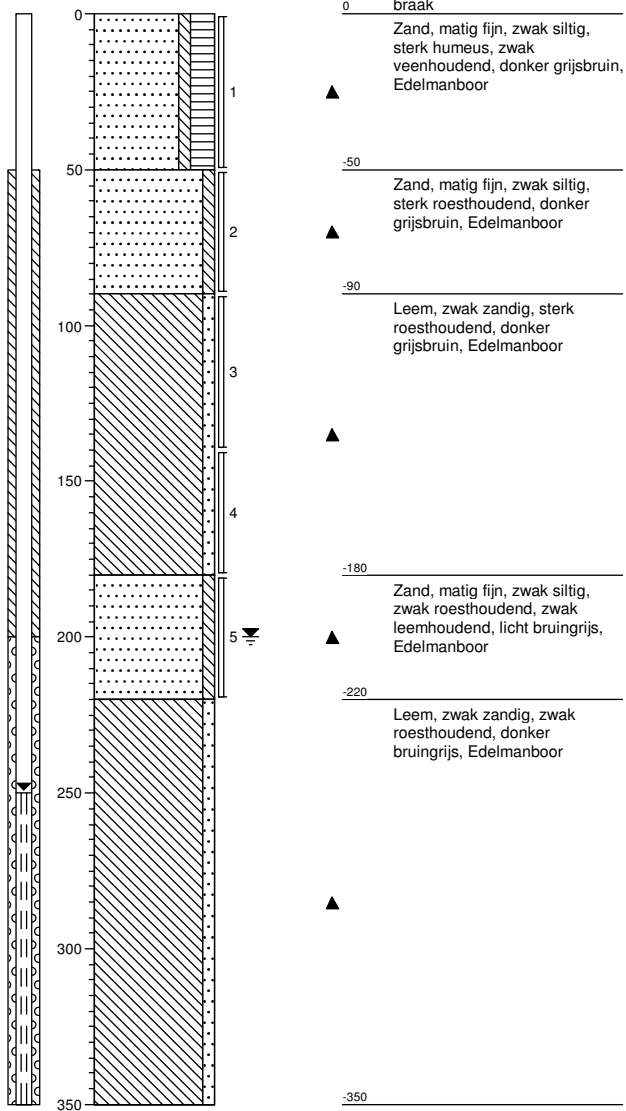 0
braak
0
Zand, matig fijn, zwak siltig,
sterk humeus, zwak
veenhoudend, donker grijsbruin,
Edelmanboor
1
-50
50
Zand, matig fijn, zwak siltig,
sterk roesthoudend, donker
grijsbruin, Edelmanboor
2
-90
Leem, zwak zandig, sterk
roesthoudend, donker
grijsbruin, Edelmanboor
100
3
150
4
-180
Zand, matig fijn, zwak siltig,
zwak roesthoudend, zwak
leemhoudend, licht bruingrijs,
Edelmanboor
200
5
-220
Leem, zwak zandig, zwak
roesthoudend, donker
bruingrijs, Edelmanboor
250
300
350
-350